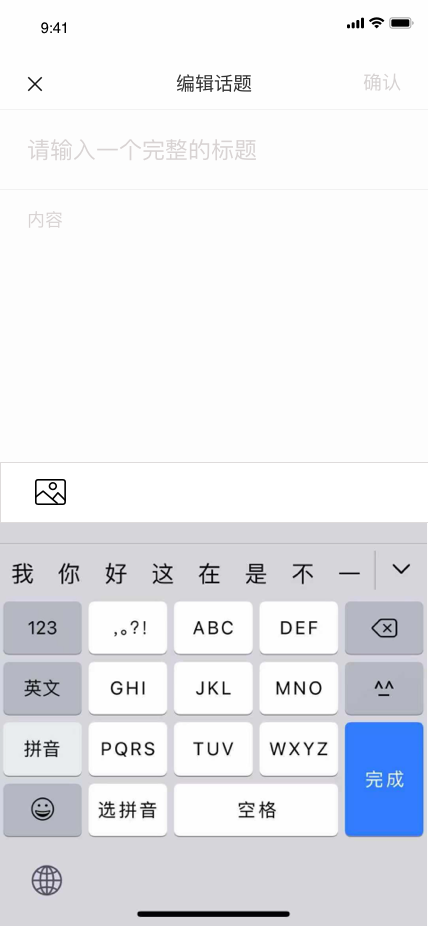 9:41
编辑话题 确认
请输入一个完整的标题
内容
我 你 好 这 在 是 不 一
123 ,。?! ABC DEF
英文 GHI JKL MNO ^^
拼音 PQRS TUV WXYZ 完成
选拼音 空格